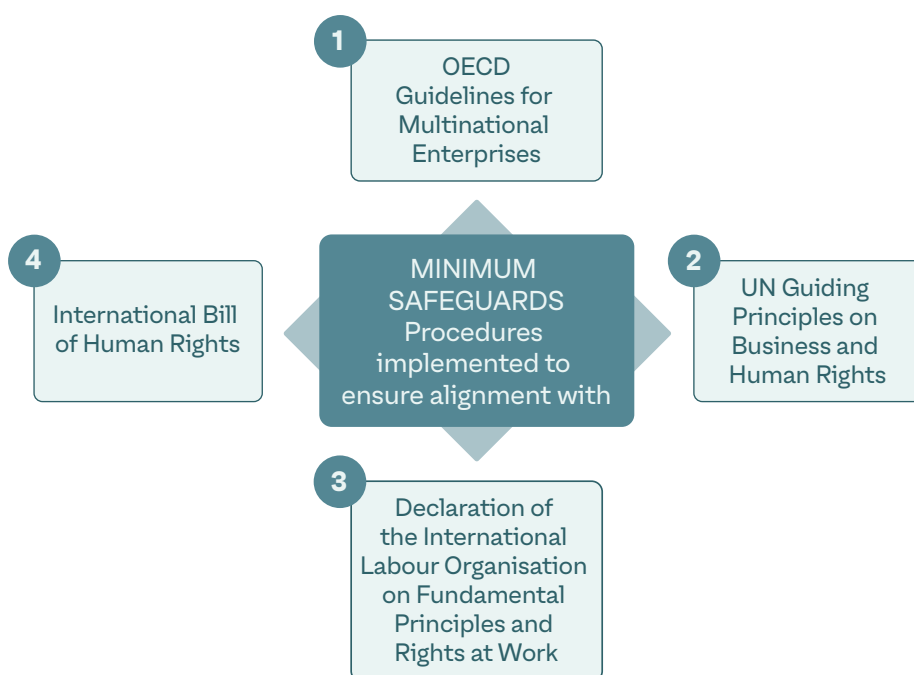 1
OECD
Guidelines for
Multinational
Enterprises
4
International Bill
of Human Rights
MINIMUM
SAFEGUARDS
Procedures
implemented to
ensure alignment with
2
UN Guiding
Principles on
Business and
Human Rights
3
Declaration of
the International
Labour Organisation
on Fundamental
Principles and
Rights at Work